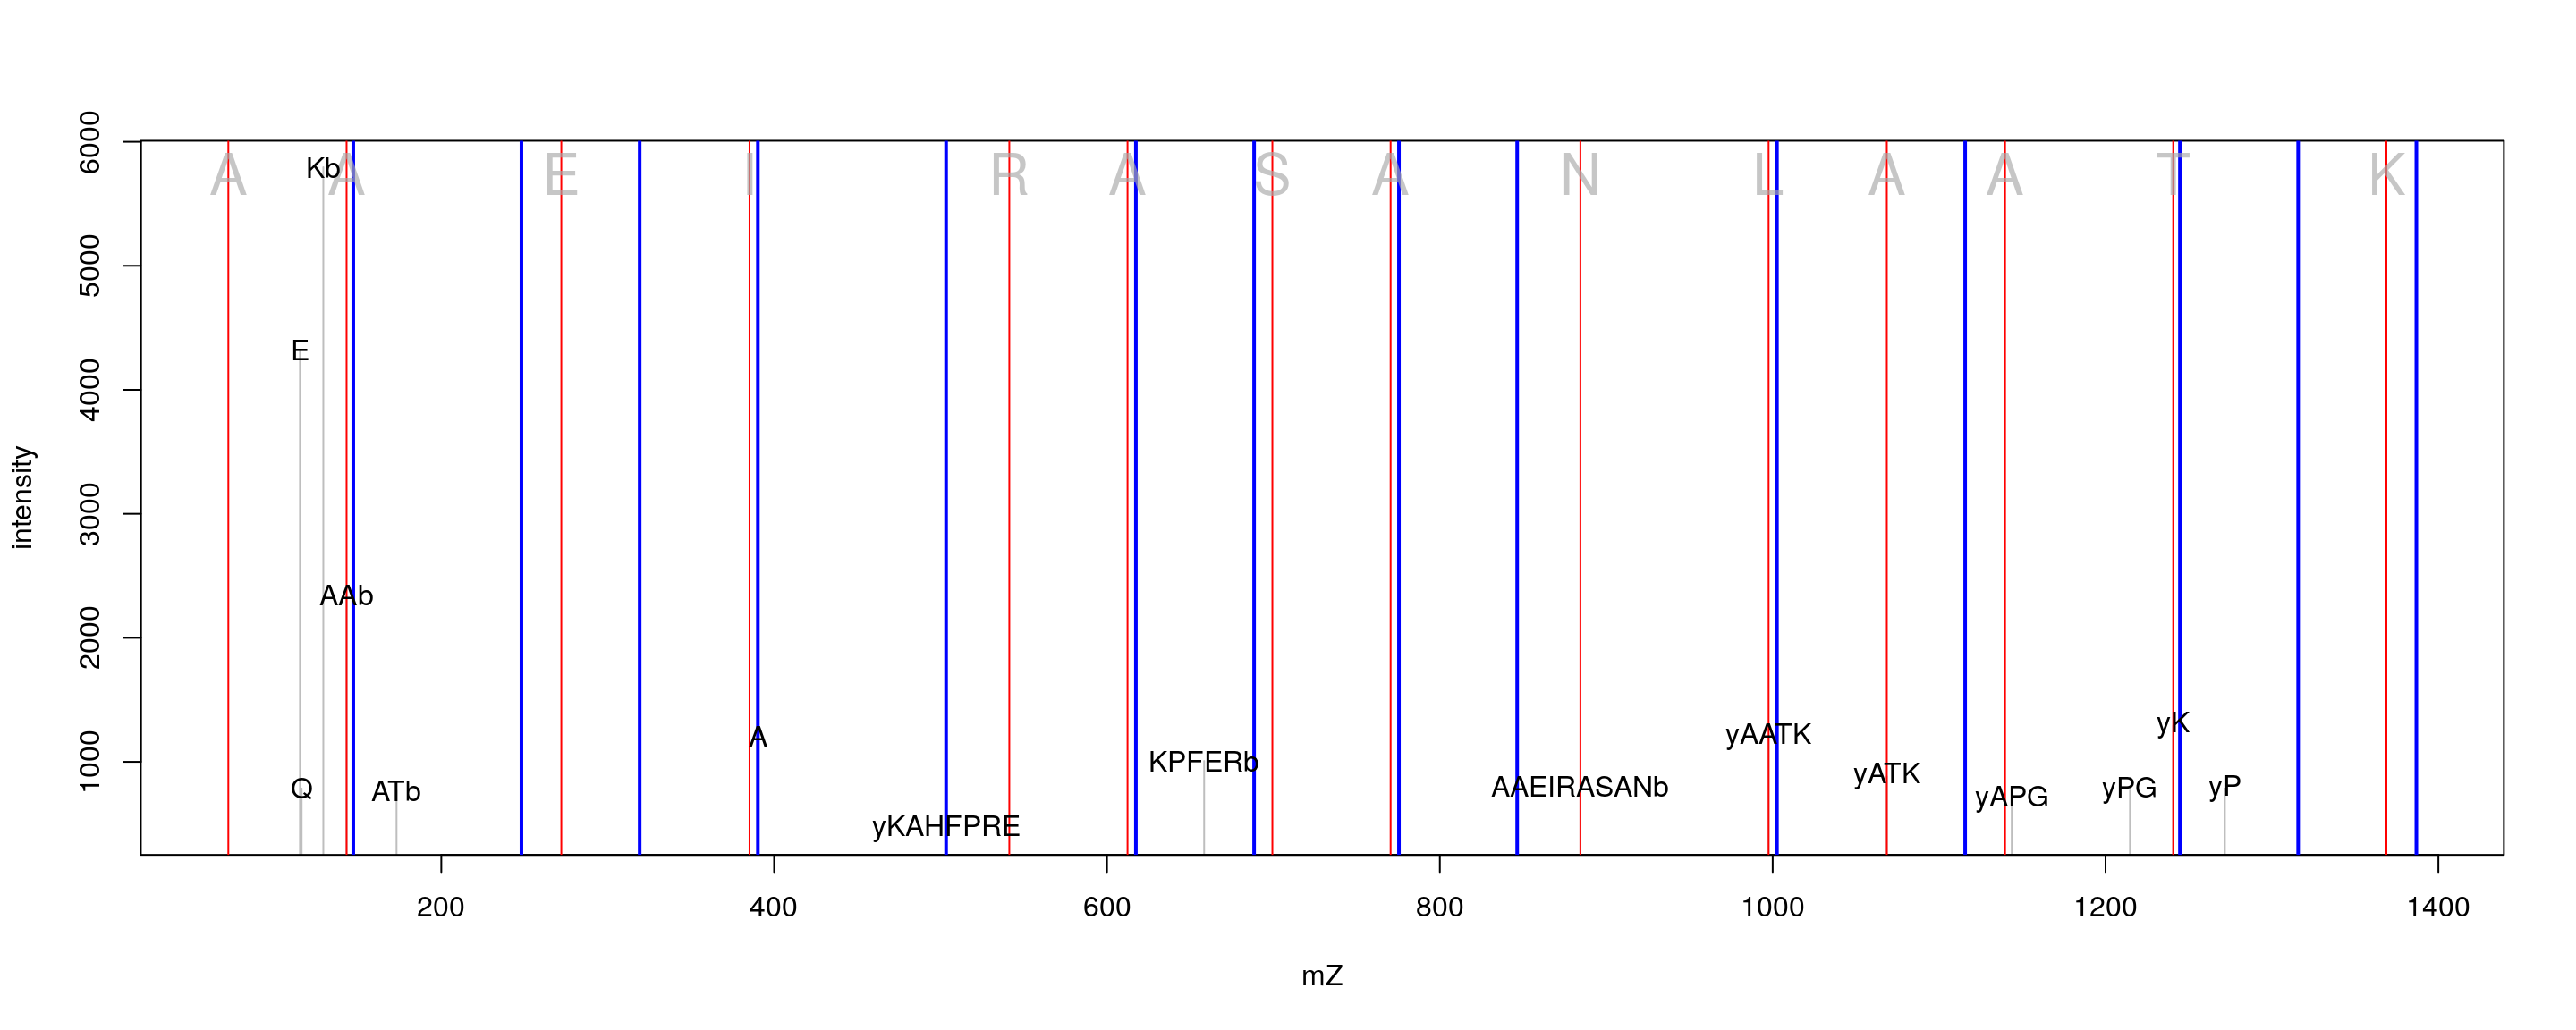 A A E I R A S A N L A A T K
Kb
E
AAb
yK
A
yAATK
KPFERb
yATK
Q
ATb
AAEIRASANb
yAPG
yPG
yP
yKAHFPRE
6000
5000
4000
3000
2000
1000
intensity
200 400 600 800 1000 1200 1400
mZ